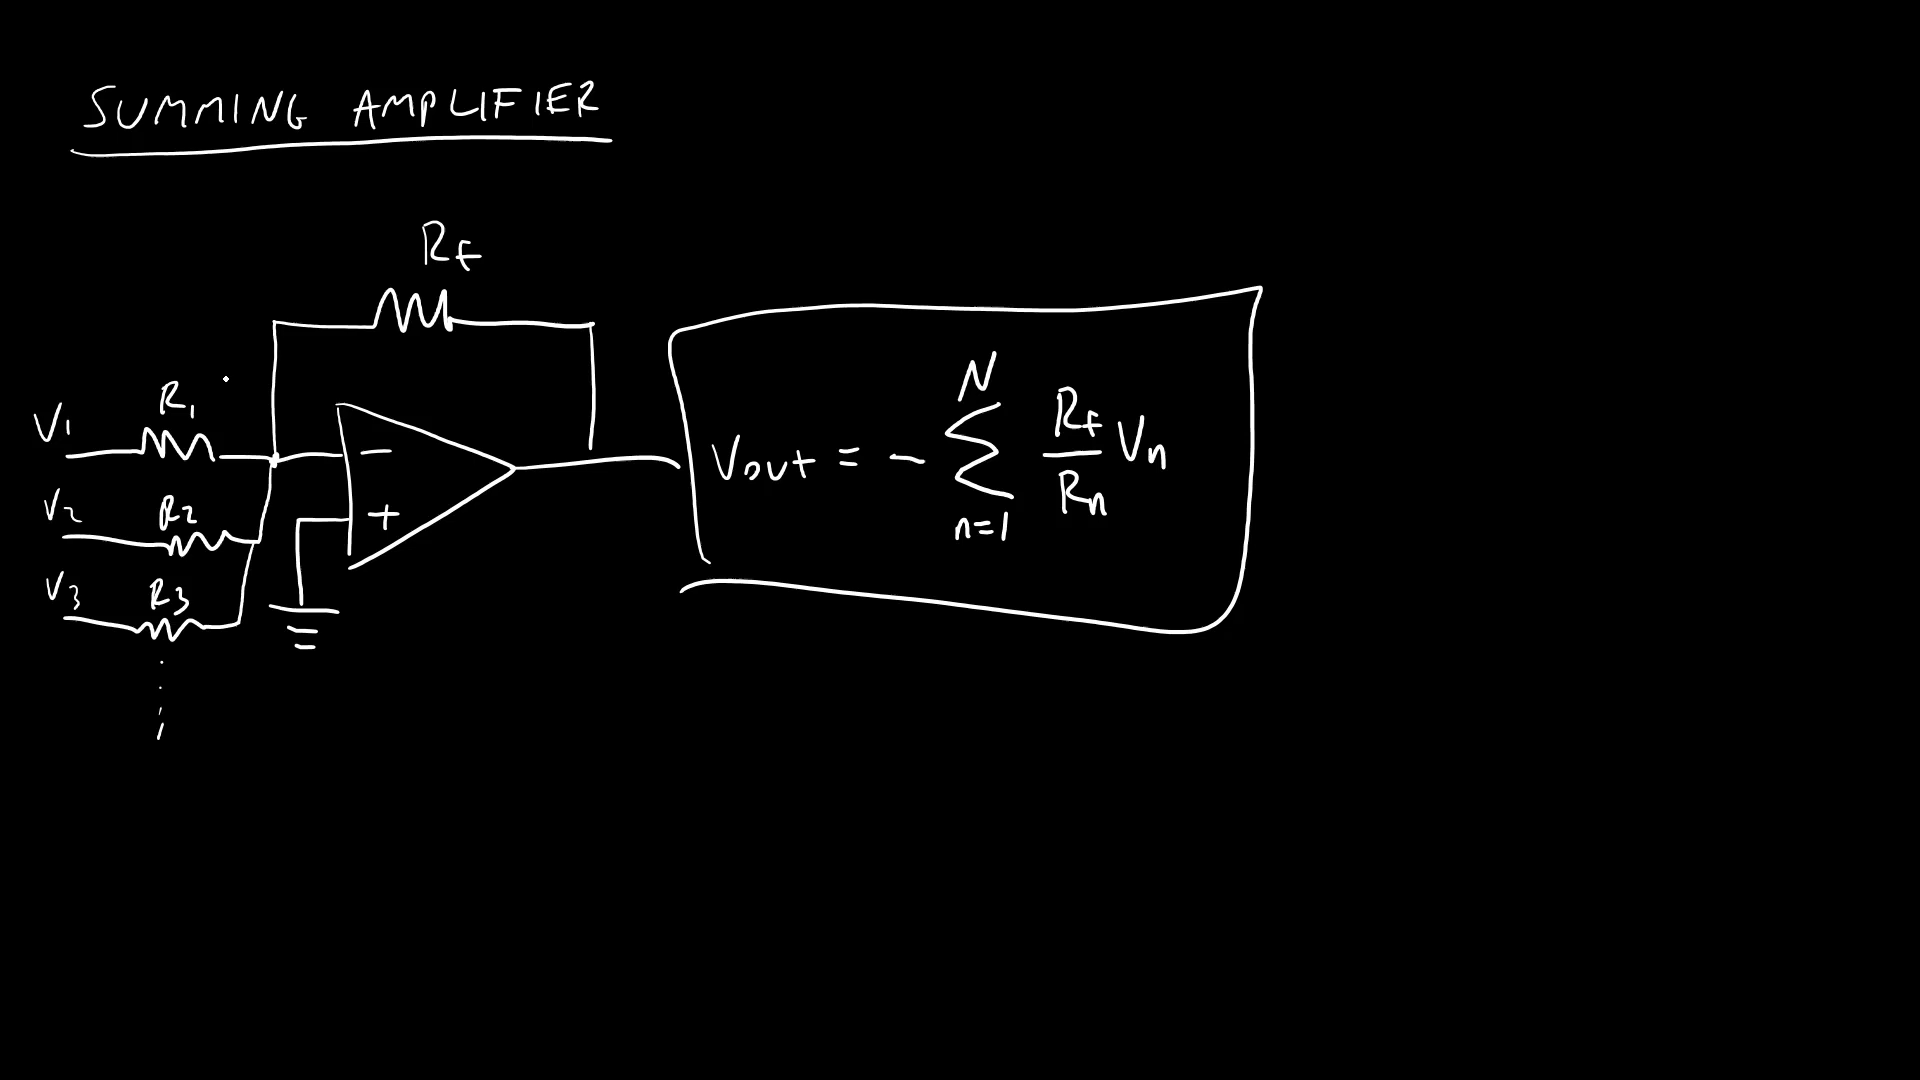 SUMMING AMPLIFIER
Rf
R1
V1
V2 R2
V3 R3
−
+
N
Vout = − Σ Rf/Rn Vn
n=1